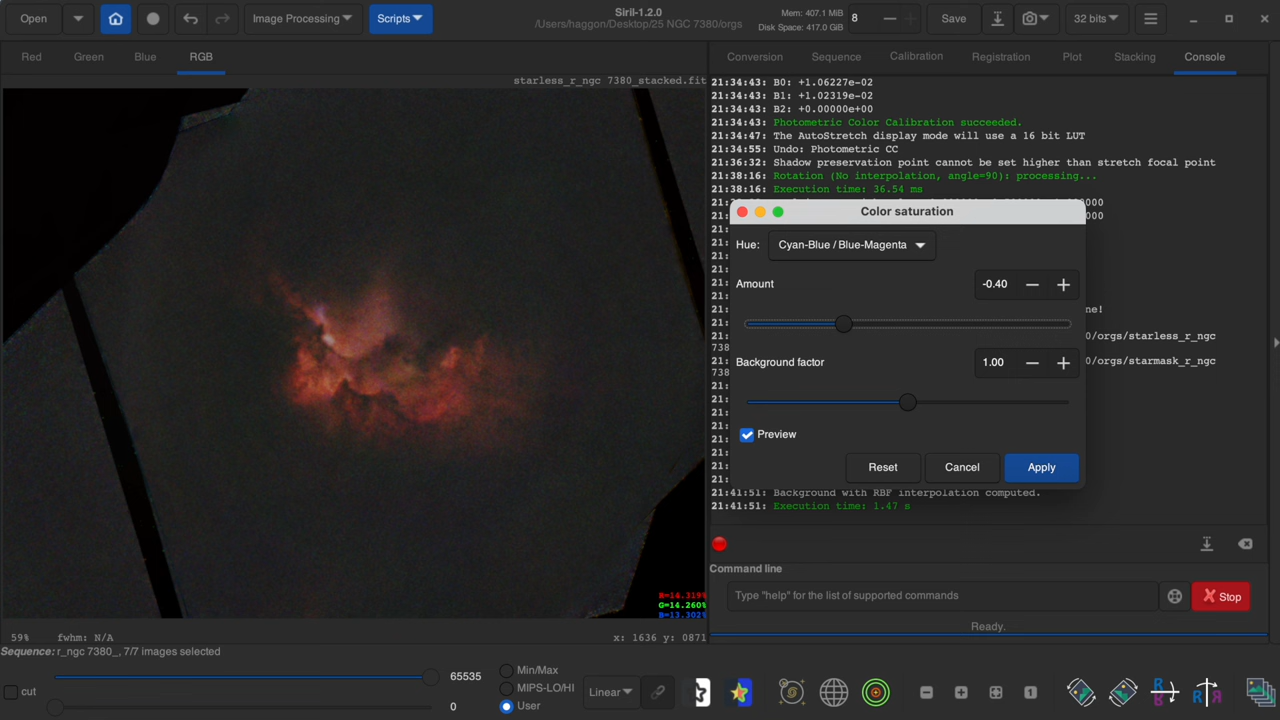 Open
Image Processing
Scripts
Siril-1.2.0
/Users/haggon/Desktop/25 NGC 7380/orgs
Mem: 407.1 MiB
Disk Space: 417.0 GiB
8
Save
32 bits
Red
Green
Blue
RGB
Conversion
Sequence
Calibration
Registration
Plot
Stacking
Console
starless_r_ngc 7380_stacked.fit
21:34:43: B0: +1.06227e-02
21:34:43: B1: +1.02319e-02
21:34:43: B2: +0.00000e+00
21:34:43: Photometric Color Calibration succeeded.
21:34:47: The AutoStretch display mode will use a 16 bit LUT
21:34:55: Undo: Photometric CC
21:36:32: Shadow preservation point cannot be set higher than stretch focal point
21:38:16: Rotation (No interpolation, angle=90): processing...
21:38:16: Execution time: 36.54 ms
Color saturation
Hue:
Cyan-Blue / Blue-Magenta
Amount
-0.40
ne!
0/orgs/starless_r_ngc
738
0/orgs/starmask_r_ngc
738
Background factor
1.00
Preview
Reset
Cancel
Apply
21:41:51: Background with RBF interpolation computed.
21:41:51: Execution time: 1.47 s
Command line
Type "help" for the list of supported commands
Stop
Ready.
R=14.319%
G=14.260%
B=13.302%
59%
fwhm: N/A
x: 1636 y: 0871
Sequence: r_ngc 7380_, 7/7 images selected
cut
65535
0
Min/Max
MIPS-LO/HI
User
Linear
1
R
R
R
R